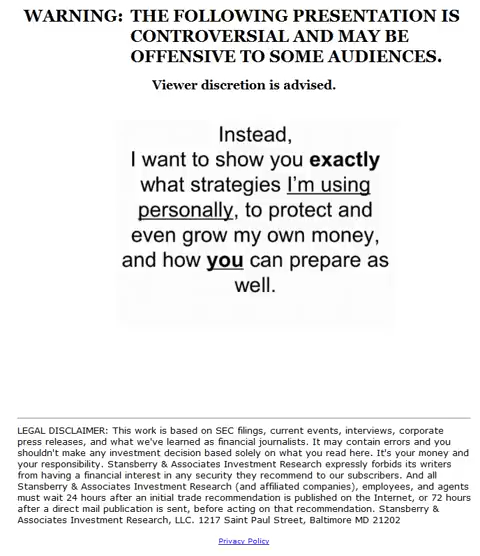 WARNING: THE FOLLOWING PRESENTATION IS
CONTROVERSIAL AND MAY BE
OFFENSIVE TO SOME AUDIENCES.
Viewer discretion is advised.
Instead,
I want to show you exactly
what strategies I'm using
personally, to protect and
even grow my own money,
and how you can prepare as
well.
LEGAL DISCLAIMER: This work is based on SEC filings, current events, interviews, corporate
press releases, and what we've learned as financial journalists. It may contain errors and you
shouldn't make any investment decision based solely on what you read here. It's your money and
your responsibility. Stansberry & Associates Investment Research expressly forbids its writers
from having a financial interest in any security they recommend to our subscribers. And all
Stansberry & Associates Investment Research (and affiliated companies), employees, and agents
must wait 24 hours after an initial trade recommendation is published on the Internet, or 72 hours
after a direct mail publication is sent, before acting on that recommendation. Stansberry &
Associates Investment Research, LLC. 1217 Saint Paul Street, Baltimore MD 21202
Privacy Policy